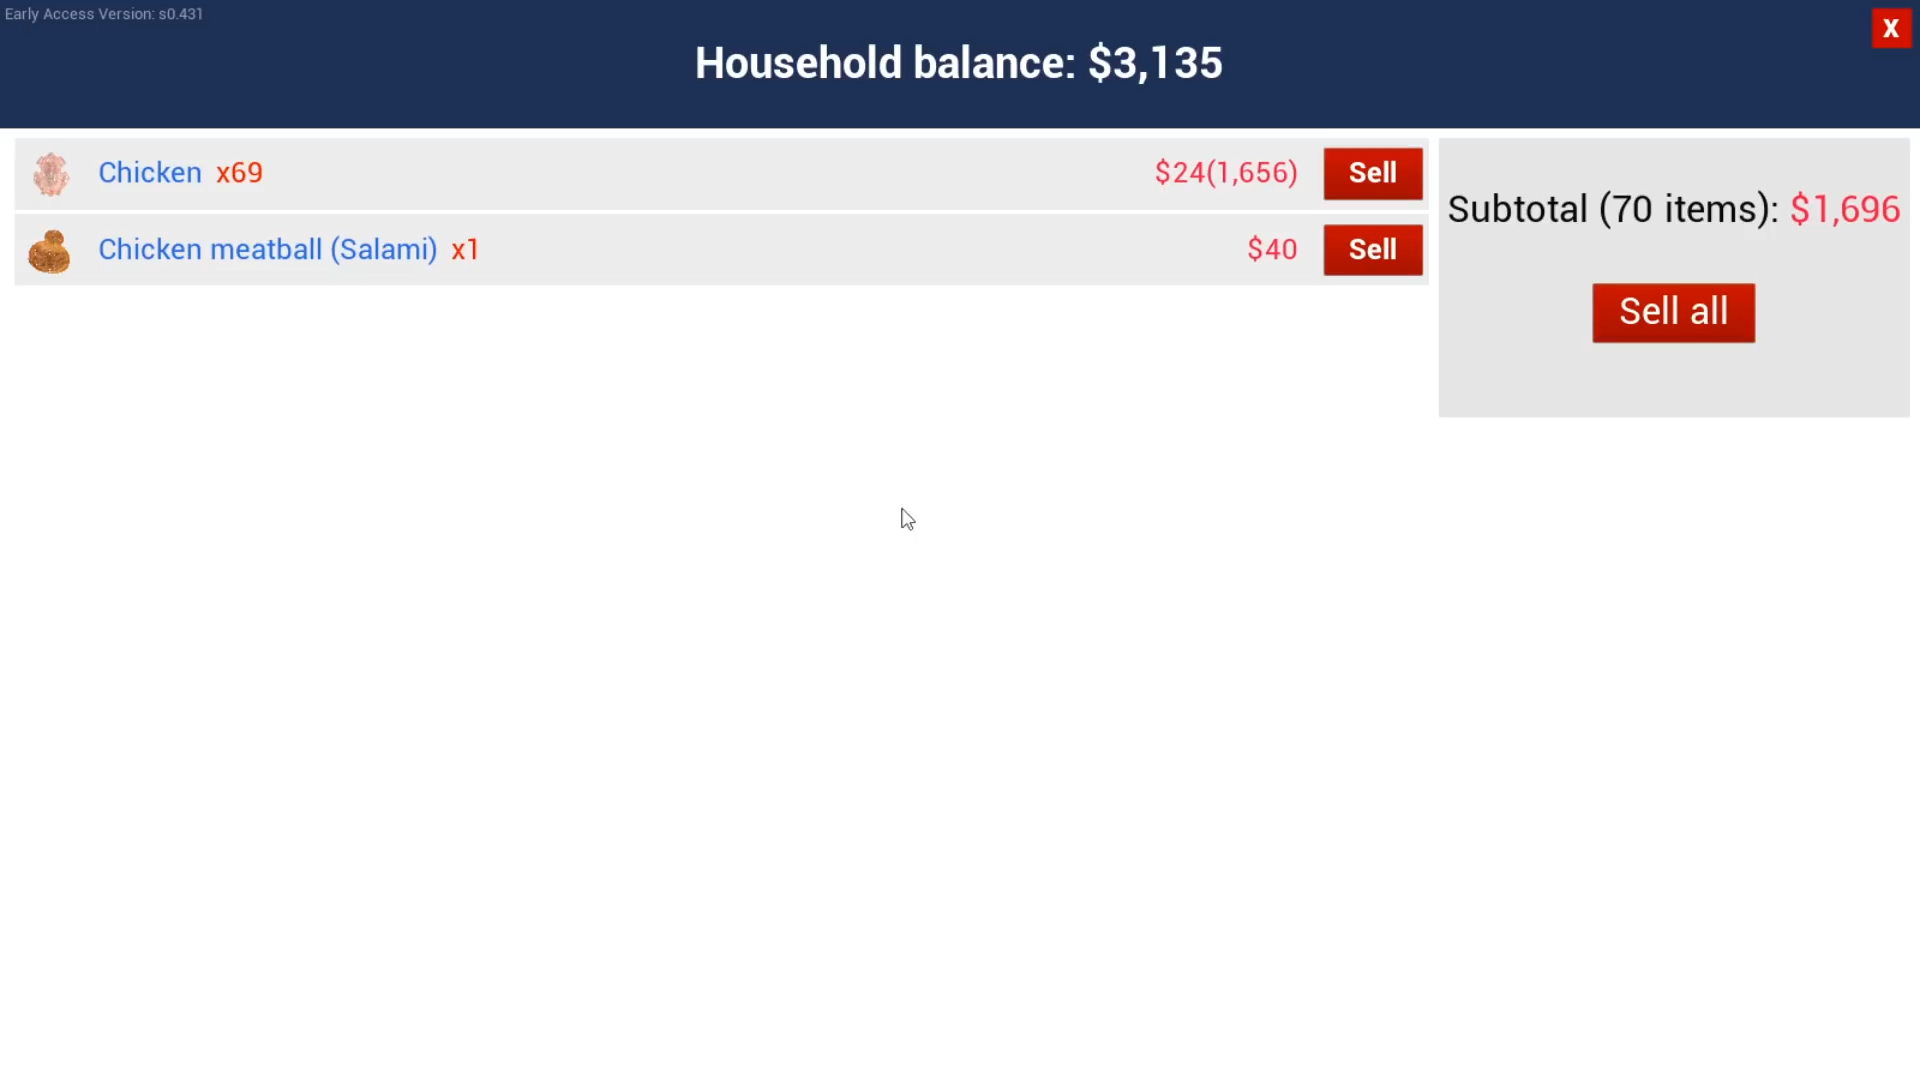 Early Access Version: s0.431
X
Household balance: $3,135
Chicken x69 $24(1,656) Sell
Chicken meatball (Salami) x1 $40 Sell
Subtotal (70 items): $1,696
Sell all